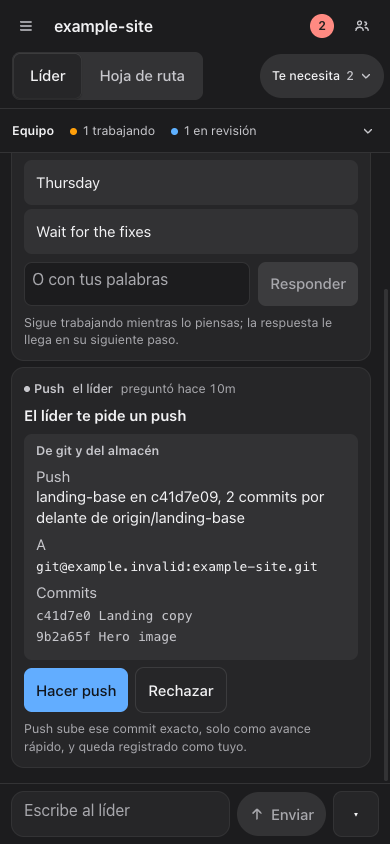 example-site
2
Líder
Hoja de ruta
Te necesita 2
Equipo
1 trabajando
1 en revisión
Thursday
Wait for the fixes
O con tus palabras
Responder
Sigue trabajando mientras lo piensas; la respuesta le
llega en su siguiente paso.
Push el líder preguntó hace 10m
El líder te pide un push
De git y del almacén
Push
landing-base en c41d7e09, 2 commits por
delante de origin/landing-base
A
git@example.invalid:example-site.git
Commits
c41d7e0 Landing copy
9b2a65f Hero image
Hacer push
Rechazar
Push sube ese commit exacto, solo como avance
rápido, y queda registrado como tuyo.
Escribe al líder
Enviar